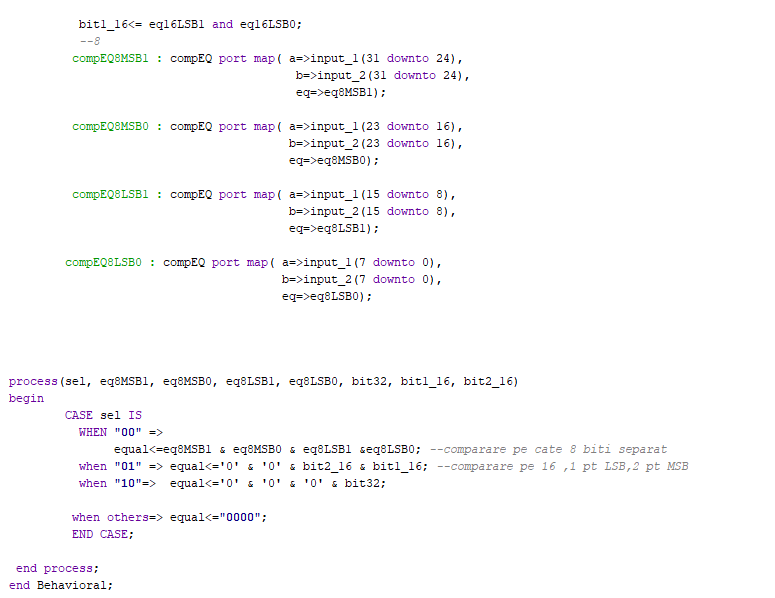 bit1_16<= eq16LSB1 and eq16LSB0;
--8
compEQ8MSB1 : compEQ port map( a=>input_1(31 downto 24),
b=>input_2(31 downto 24),
eq=>eq8MSB1);
compEQ8MSB0 : compEQ port map( a=>input_1(23 downto 16),
b=>input_2(23 downto 16),
eq=>eq8MSB0);
compEQ8LSB1 : compEQ port map( a=>input_1(15 downto 8),
b=>input_2(15 downto 8),
eq=>eq8LSB1);
compEQ8LSB0 : compEQ port map( a=>input_1(7 downto 0),
b=>input_2(7 downto 0),
eq=>eq8LSB0);
process(sel, eq8MSB1, eq8MSB0, eq8LSB1, eq8LSB0, bit32, bit1_16, bit2_16)
begin
CASE sel IS
WHEN "00" =>
equal<=eq8MSB1 & eq8MSB0 & eq8LSB1 &eq8LSB0; --comparare pe cate 8 biti separat
when "01" => equal<='0' & '0' & bit2_16 & bit1_16; --comparare pe 16 ,1 pt LSB,2 pt MSB
when "10"=>  equal<='0' & '0' & '0' & bit32;
when others=> equal<="0000";
END CASE;
end process;
end Behavioral;